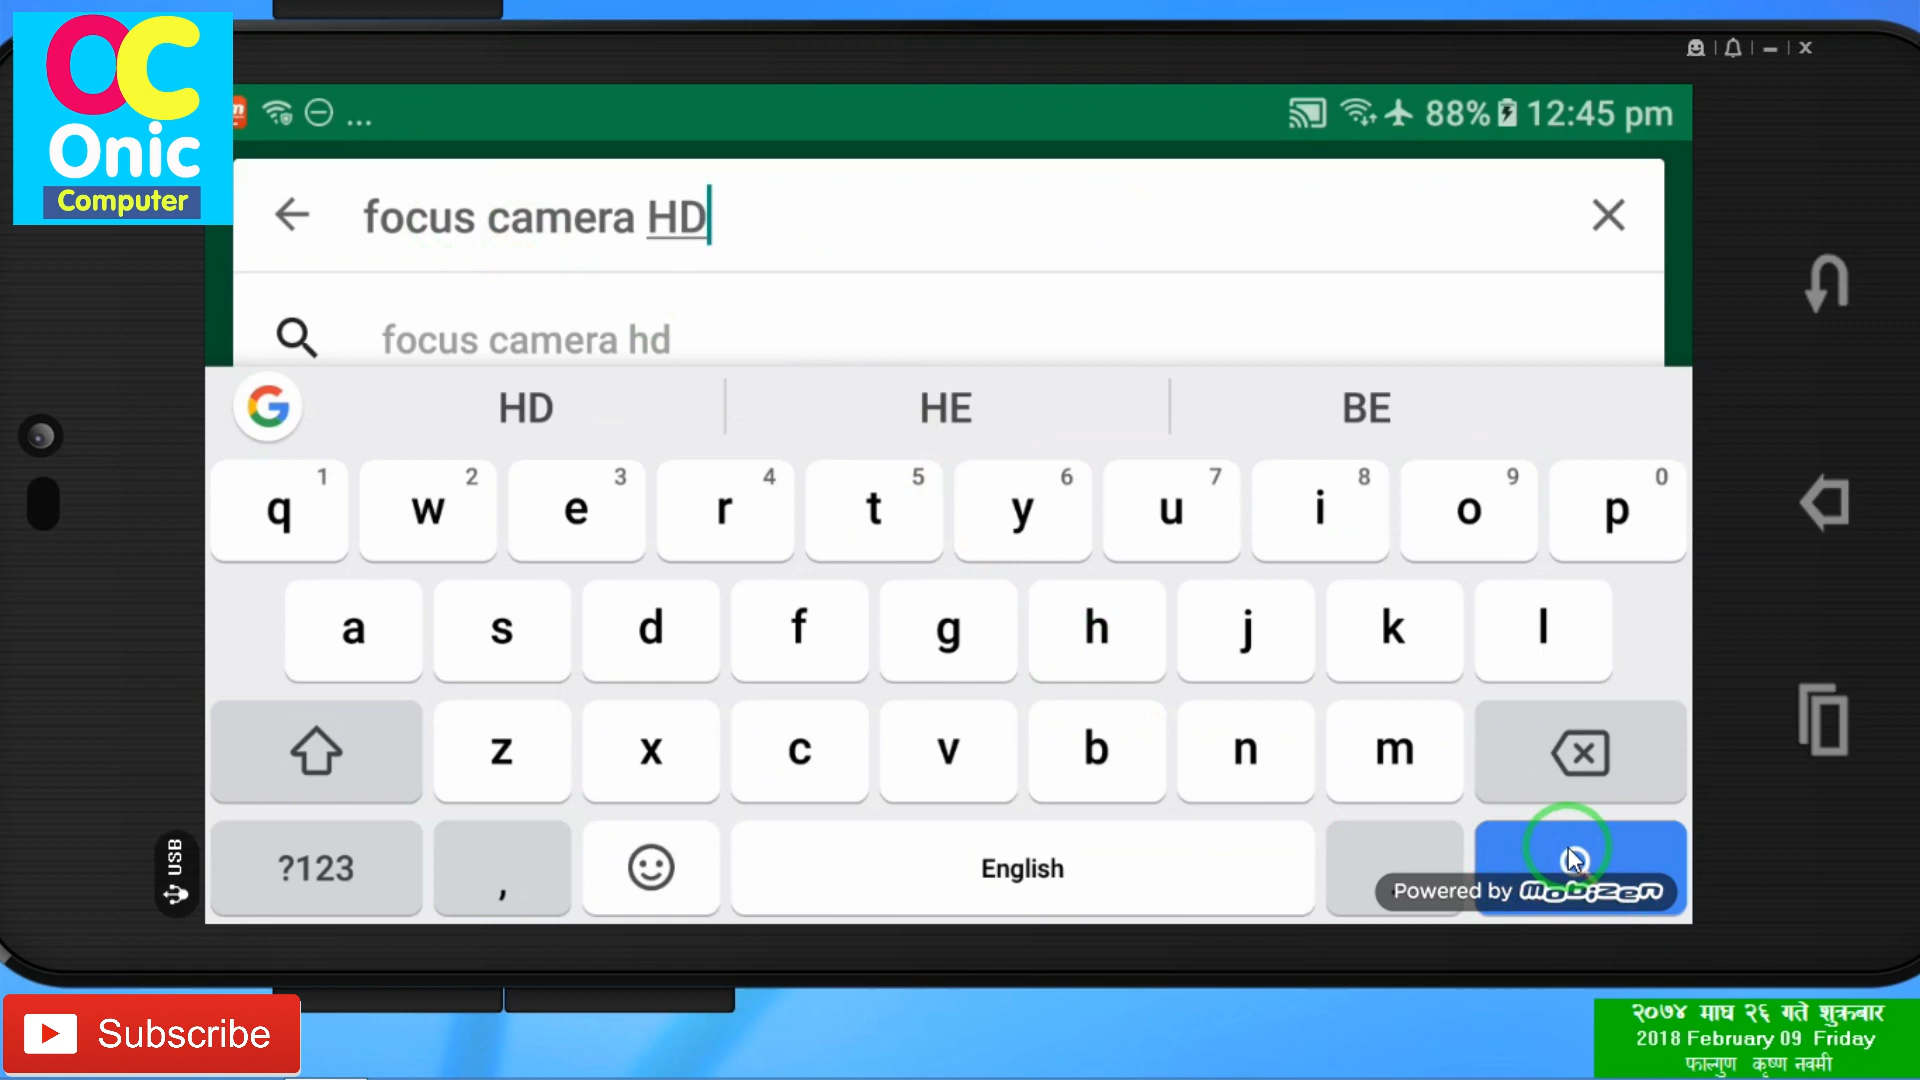 OC
Onic
Computer
... 88% 12:45 pm
focus camera HD
focus camera hd
HD HE BE
q 1 w 2 e 3 r 4 t 5 y 6 u 7 i 8 o 9 p 0
a s d f g h j k l
z x c v b n m
?123 , English
Powered by mobizen
USB
Subscribe
२०७४ माघ २६ गते शुक्रबार
2018 February 09 Friday
फाल्गुण कृष्ण नवमी